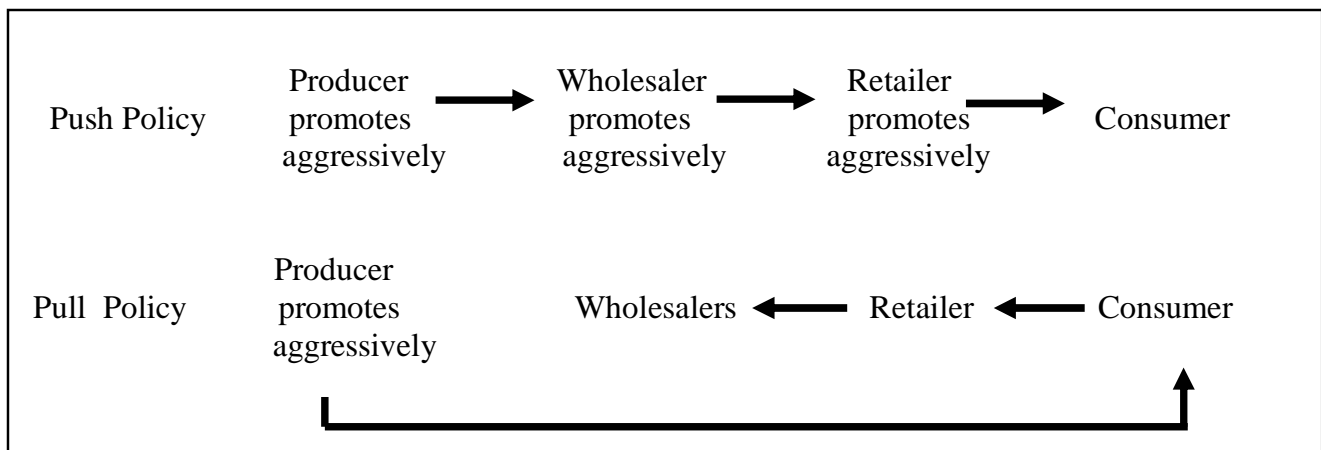 Push Policy
Producer
promotes
aggressively
Wholesaler
promotes
aggressively
Retailer
promotes
aggressively
Consumer
Pull Policy
Producer
promotes
aggressively
Wholesalers
Retailer
Consumer